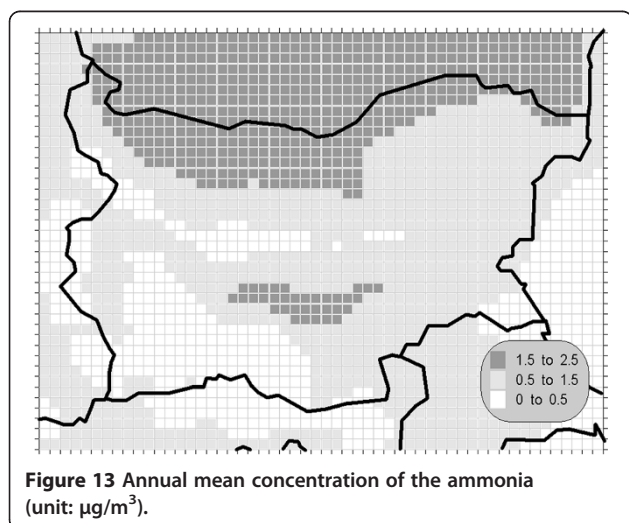 1.5 to 2.5
0.5 to 1.5
0 to 0.5
Figure 13 Annual mean concentration of the ammonia
(unit: μg/m³).